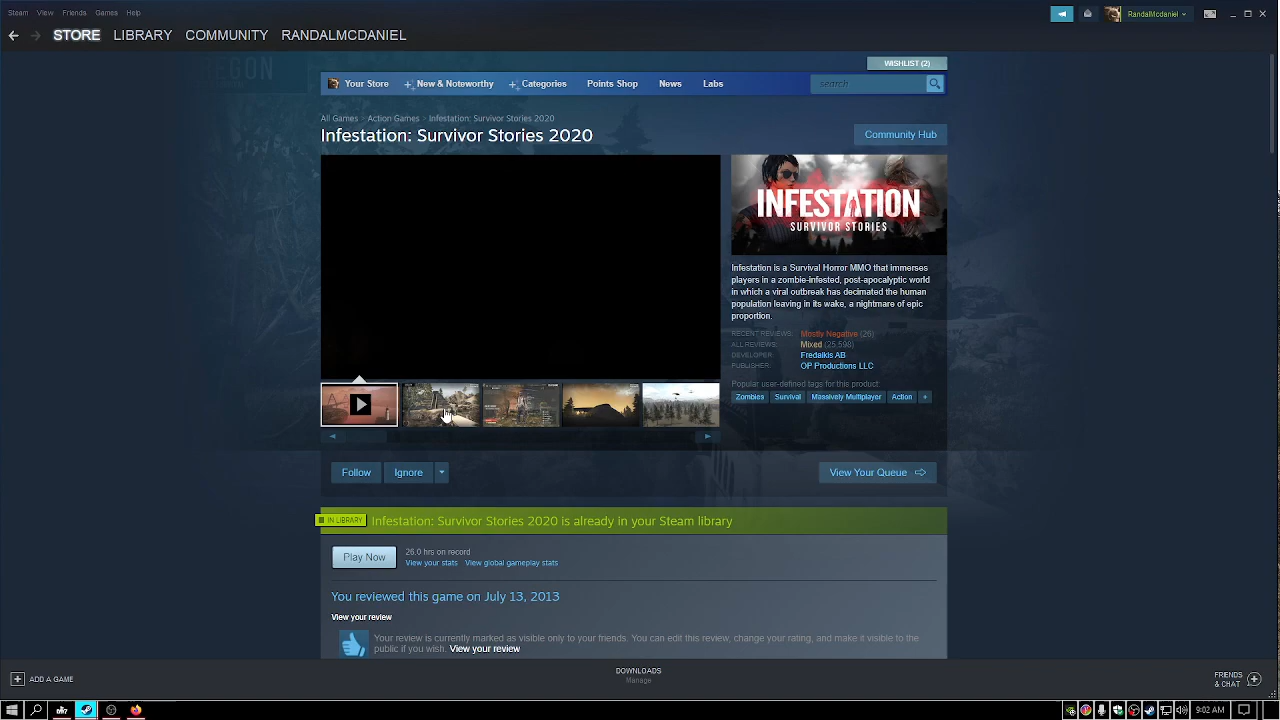 Steam View Friends Games Help
RandalMcdaniel
STORE LIBRARY COMMUNITY RANDALMCDANIEL
WISHLIST (2)
Your Store New & Noteworthy Categories Points Shop News Labs search
All Games > Action Games > Infestation: Survivor Stories 2020
Infestation: Survivor Stories 2020
Community Hub
INFESTATION
SURVIVOR STORIES
Infestation is a Survival Horror MMO that immerses
players in a zombie-infested, post-apocalyptic world
in which a viral outbreak has decimated the human
population leaving in its wake, a nightmare of epic
proportion.
RECENT REVIEWS: Mostly Negative (26)
ALL REVIEWS: Mixed (25,598)
DEVELOPER: Fredaikis AB
PUBLISHER: OP Productions LLC
Popular user-defined tags for this product:
Zombies Survival Massively Multiplayer Action +
Follow Ignore
View Your Queue
IN LIBRARY Infestation: Survivor Stories 2020 is already in your Steam library
Play Now
26.0 hrs on record
View your stats View global gameplay stats
You reviewed this game on July 13, 2013
View your review
Your review is currently marked as visible only to your friends. You can edit this review, change your rating, and make it visible to the
public if you wish. View your review
ADD A GAME
DOWNLOADS
Manage
FRIENDS
& CHAT
9:02 AM